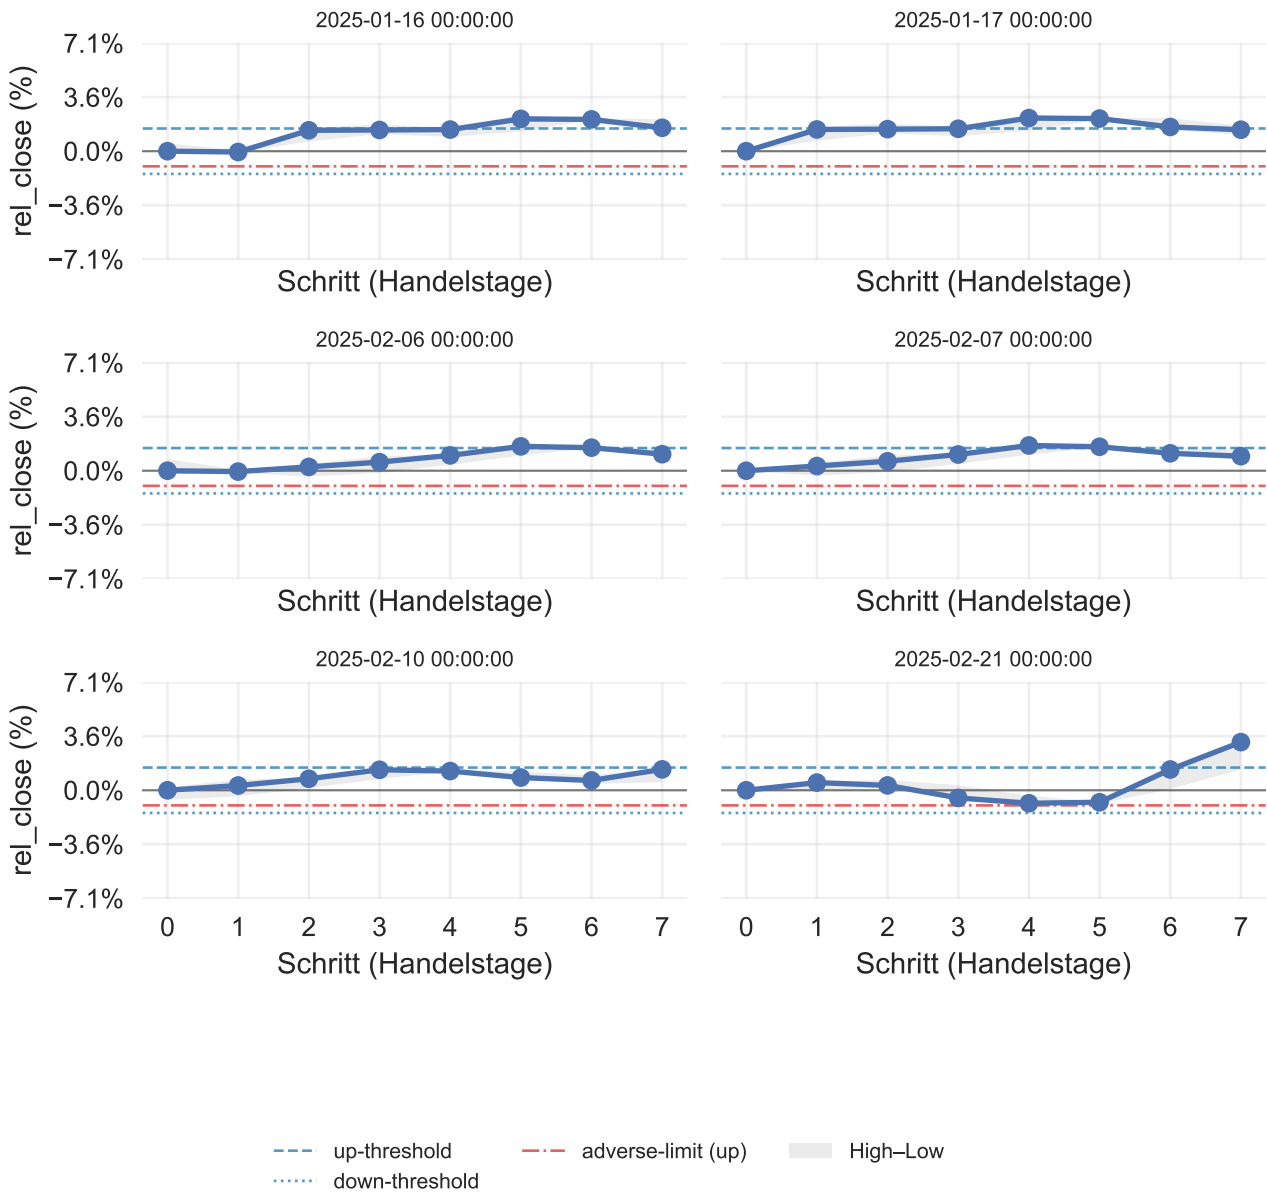 2025-01-16 00:00:00
2025-01-17 00:00:00
7.1%
3.6%
0.0%
−3.6%
−7.1%
rel_close (%)
Schritt (Handelstage)
Schritt (Handelstage)
2025-02-06 00:00:00
2025-02-07 00:00:00
7.1%
3.6%
0.0%
−3.6%
−7.1%
rel_close (%)
Schritt (Handelstage)
Schritt (Handelstage)
2025-02-10 00:00:00
2025-02-21 00:00:00
7.1%
3.6%
0.0%
−3.6%
−7.1%
rel_close (%)
0 1 2 3 4 5 6 7
0 1 2 3 4 5 6 7
Schritt (Handelstage)
Schritt (Handelstage)
up-threshold
adverse-limit (up)
High–Low
down-threshold